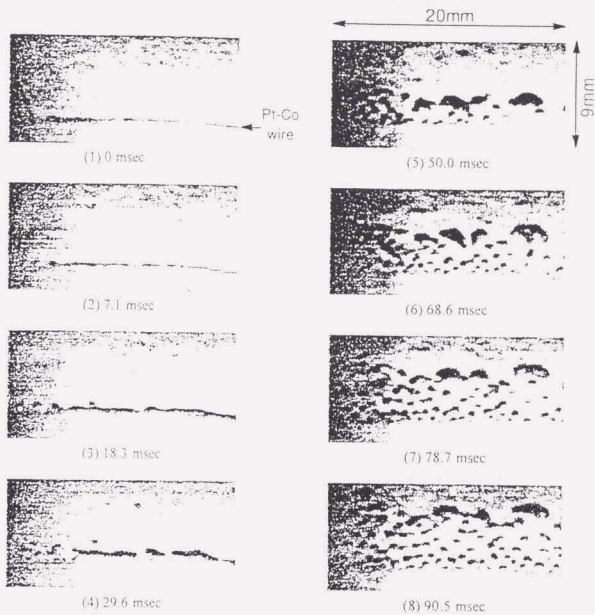 Pt-Co
wire
(1) 0 msec
(2) 7.1 msec
(3) 18.3 msec
(4) 29.6 msec
20mm
9mm
(5) 50.0 msec
(6) 68.6 msec
(7) 78.7 msec
(8) 90.5 msec